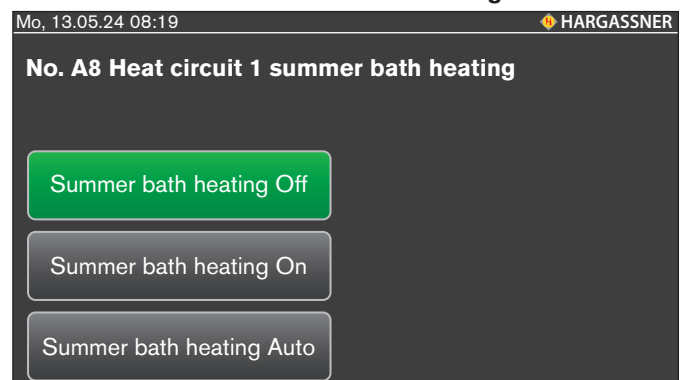 Mo, 13.05.24 08:19 HARGASSNER
No. A8 Heat circuit 1 summer bath heating
Summer bath heating Off
Summer bath heating On
Summer bath heating Auto